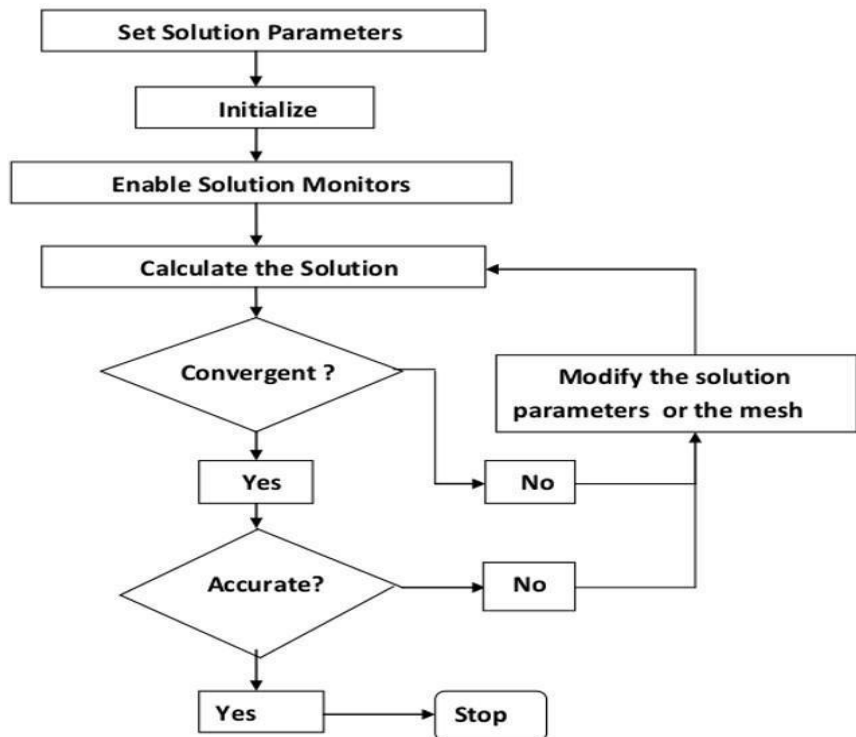 Set Solution Parameters
Initialize
Enable Solution Monitors
Calculate the Solution
Convergent ?
Modify the solution
parameters or the mesh
Yes
No
Accurate?
No
Yes
Stop